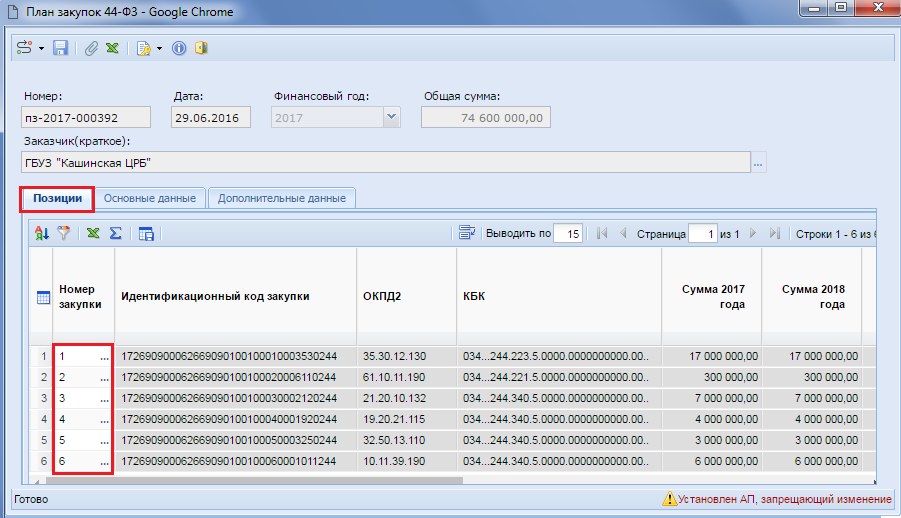 План закупок 44-ФЗ - Google Chrome
Номер: Дата: Финансовый год: Общая сумма:
пз-2017-000392 29.06.2016 2017 74 600 000,00
Заказчик(краткое):
ГБУЗ "Кашинская ЦРБ" ...
Позиции Основные данные Дополнительные данные
Выводить по 15 Страница 1 из 1 Строки 1 - 6 из
Номер закупки Идентификационный код закупки ОКПД2 КБК Сумма 2017 года Сумма 2018 года
1 1 ... 172690900062669090100100010003530244 35.30.12.130 034...244.223.5.0000.0000000000.00.. 17 000 000,00 17 000 000,00
2 2 ... 172690900062669090100100020006110244 61.10.11.190 034...244.221.5.0000.0000000000.00.. 300 000,00 300 000,00
3 3 ... 172690900062669090100100030002120244 21.20.10.132 034...244.340.5.0000.0000000000.00.. 7 000 000,00 7 000 000,00
4 4 ... 172690900062669090100100040001920244 19.20.21.115 034...244.340.5.0000.0000000000.00.. 4 000 000,00 4 000 000,00
5 5 ... 172690900062669090100100050003250244 32.50.13.110 034...244.340.5.0000.0000000000.00.. 3 000 000,00 3 000 000,00
6 6 ... 172690900062669090100100060001011244 10.11.39.190 034...244.340.5.0000.0000000000.00.. 6 000 000,00 6 000 000,00
Готово Установлен АП, запрещающий изменение